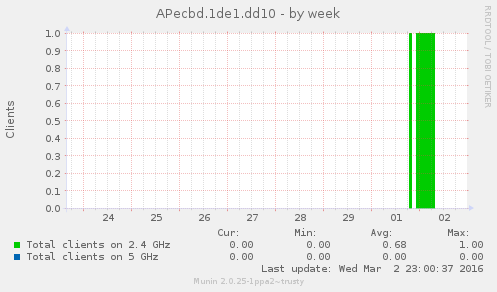 APecbd.1de1.dd10 - by week
RRDTOOL / TOBI OETIKER
Clients
1.0
0.9
0.8
0.7
0.6
0.5
0.4
0.3
0.2
0.1
0.0
24 25 26 27 28 29 01 02
Cur: Min: Avg: Max:
Total clients on 2.4 GHz 0.00 0.00 0.68 1.00
Total clients on 5 GHz 0.00 0.00 0.00 0.00
Last update: Wed Mar 2 23:00:37 2016
Munin 2.0.25-1ppa2~trusty